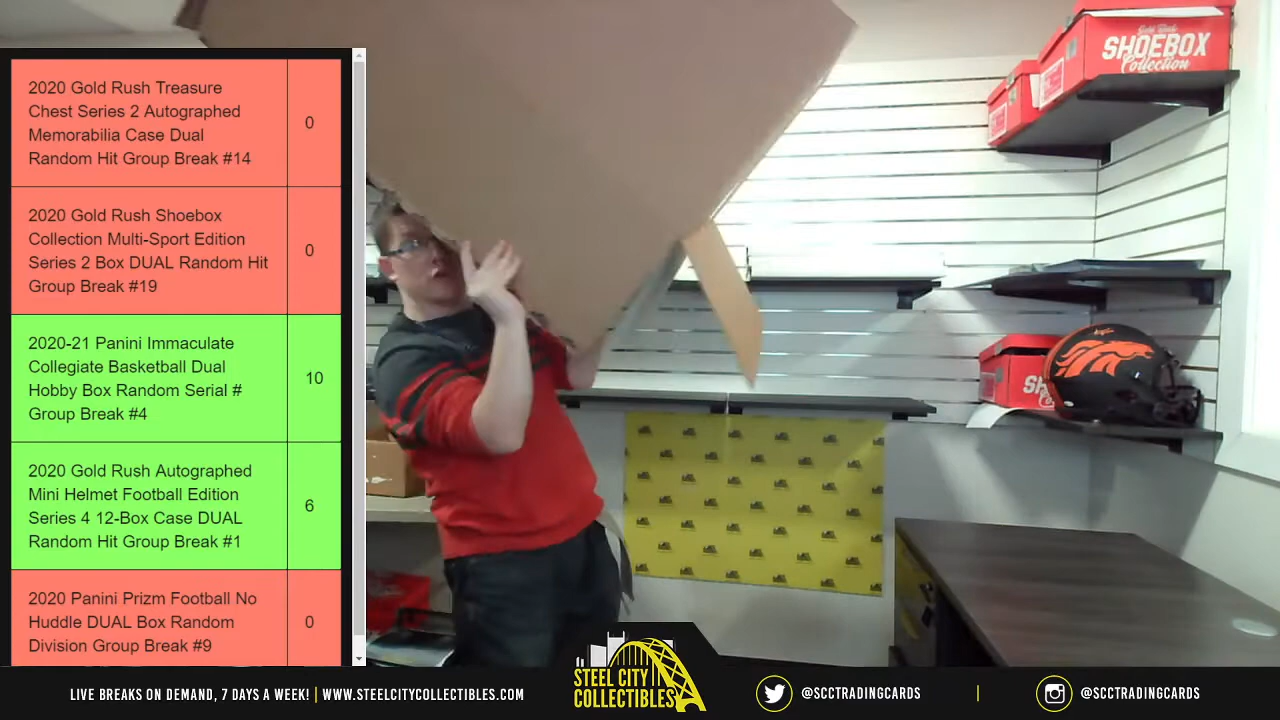 2020 Gold Rush Treasure
Chest Series 2 Autographed
Memorabilia Case Dual
Random Hit Group Break #14
0
2020 Gold Rush Shoebox
Collection Multi-Sport Edition
Series 2 Box DUAL Random Hit
Group Break #19
0
2020-21 Panini Immaculate
Collegiate Basketball Dual
Hobby Box Random Serial #
Group Break #4
10
2020 Gold Rush Autographed
Mini Helmet Football Edition
Series 4 12-Box Case DUAL
Random Hit Group Break #1
6
2020 Panini Prizm Football No
Huddle DUAL Box Random
Division Group Break #9
0
Gold Rush
SHOEBOX
Collection
SH
LIVE BREAKS ON DEMAND, 7 DAYS A WEEK! | WWW.STEELCITYCOLLECTIBLES.COM
STEEL CITY
COLLECTIBLES
@SCCTRADINGCARDS
@SCCTRADINGCARDS